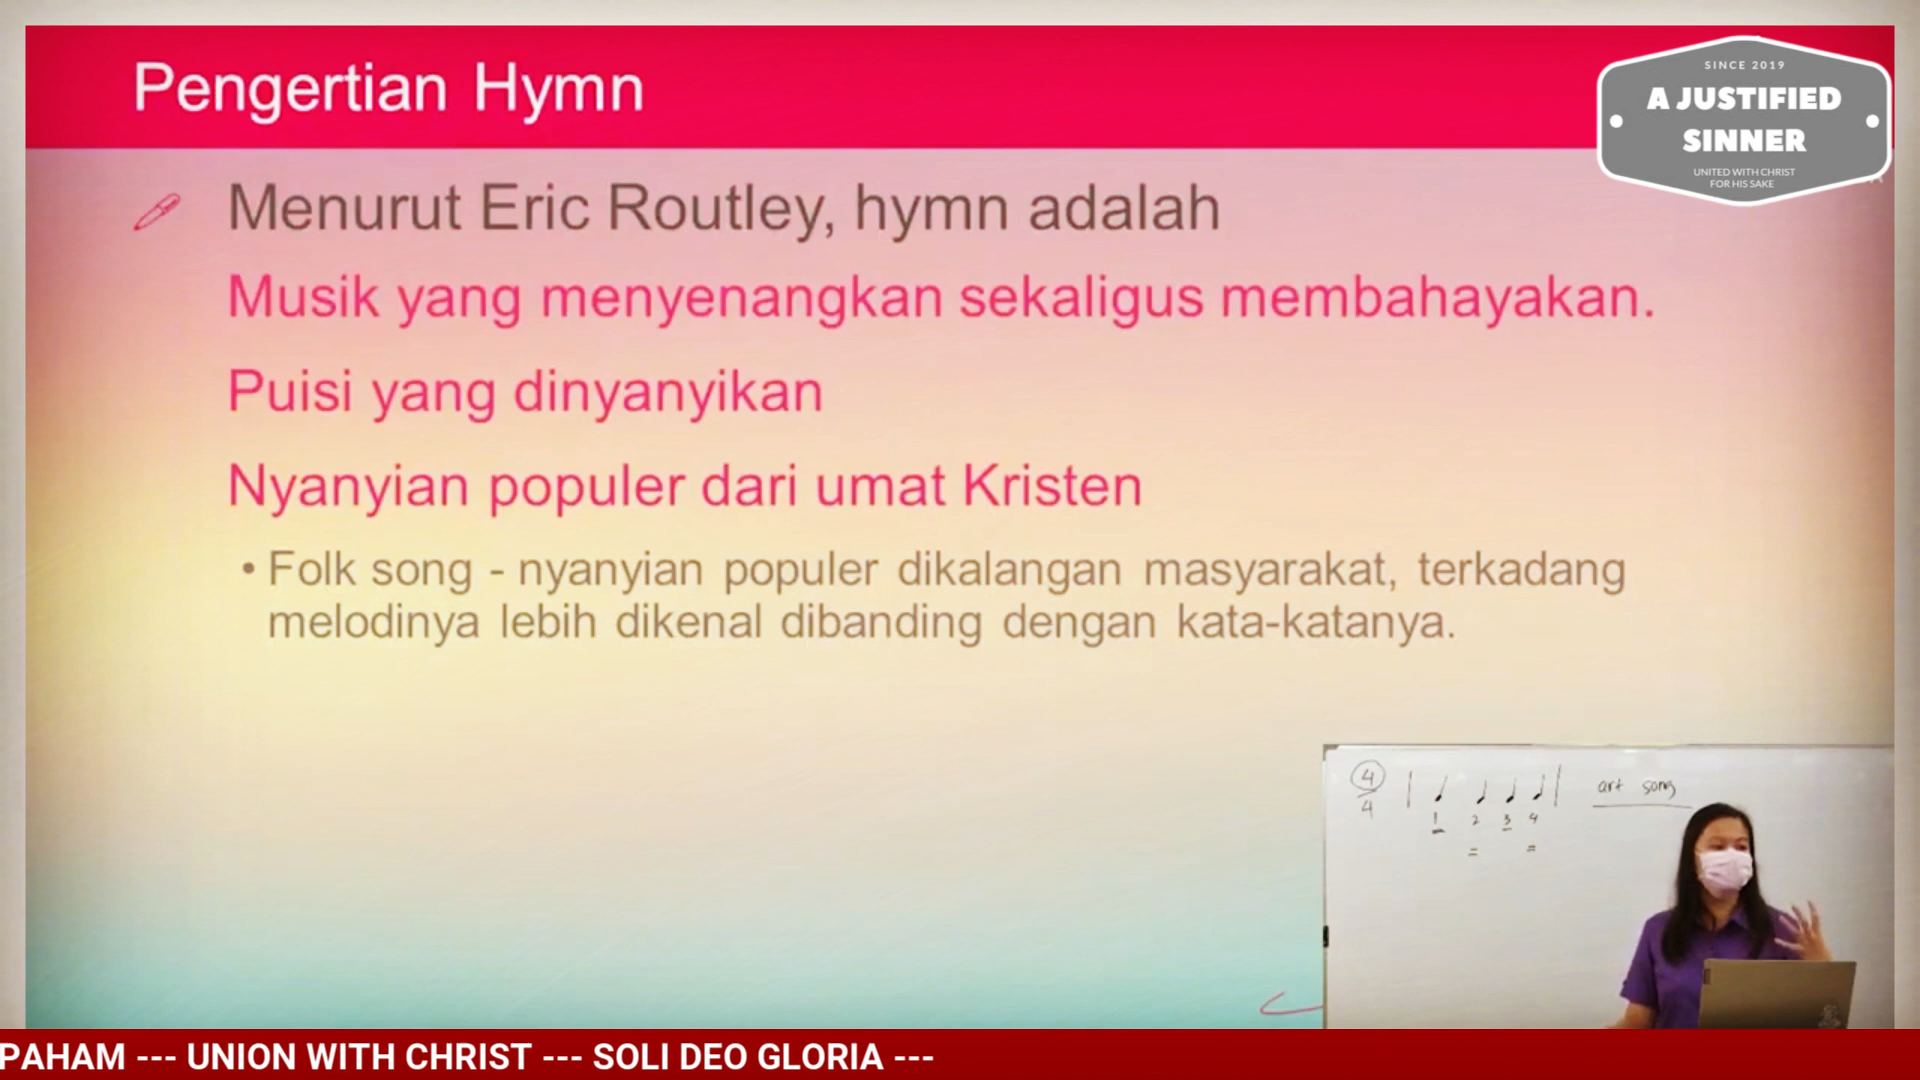 Pengertian Hymn
SINCE 2019
A JUSTIFIED
SINNER
UNITED WITH CHRIST
FOR HIS SAKE
Menurut Eric Routley, hymn adalah
Musik yang menyenangkan sekaligus membahayakan.
Puisi yang dinyanyikan
Nyanyian populer dari umat Kristen
• Folk song - nyanyian populer dikalangan masyarakat, terkadang
melodinya lebih dikenal dibanding dengan kata-katanya.
4
4
art song
1 2 3 4
= =
PAHAM --- UNION WITH CHRIST --- SOLI DEO GLORIA ---